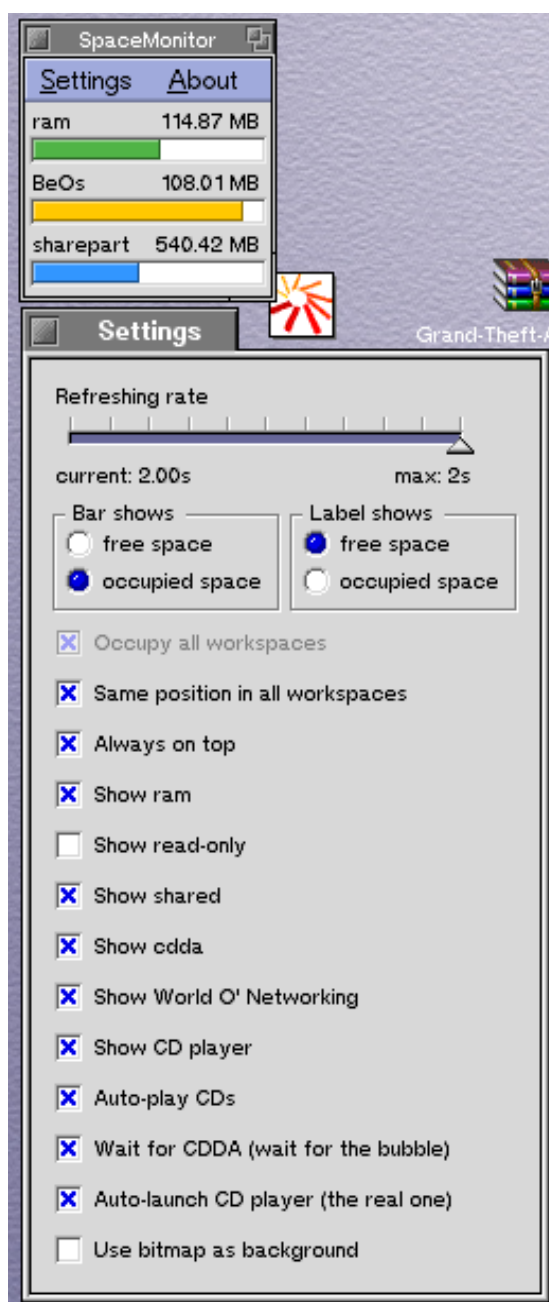 SpaceMonitor
Settings About
ram 114.87 MB
BeOs 108.01 MB
sharepart 540.42 MB
Grand-Theft-A
Settings
Refreshing rate
current: 2.00s max: 2s
Bar shows Label shows
free space free space
occupied space occupied space
Occupy all workspaces
Same position in all workspaces
Always on top
Show ram
Show read-only
Show shared
Show cdda
Show World O' Networking
Show CD player
Auto-play CDs
Wait for CDDA (wait for the bubble)
Auto-launch CD player (the real one)
Use bitmap as background